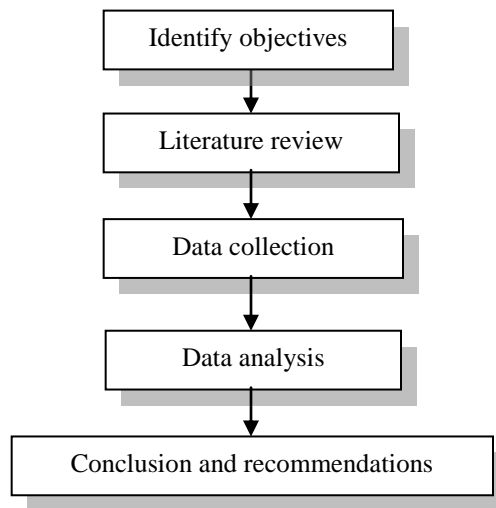 Identify objectives
Literature review
Data collection
Data analysis
Conclusion and recommendations